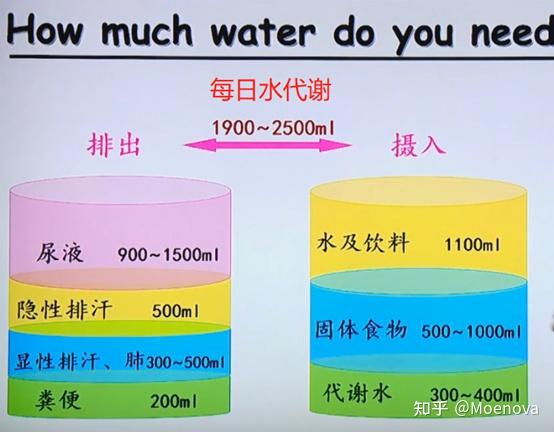 How much water do you need
每日水代谢
1900~2500ml
排出
摄入
尿液 900~1500ml
隐性排汗 500ml
显性排汗、肺300~500ml
粪便 200ml
水及饮料 1100ml
固体食物 500~1000ml
代谢水 300~400ml
知乎 @Moenova